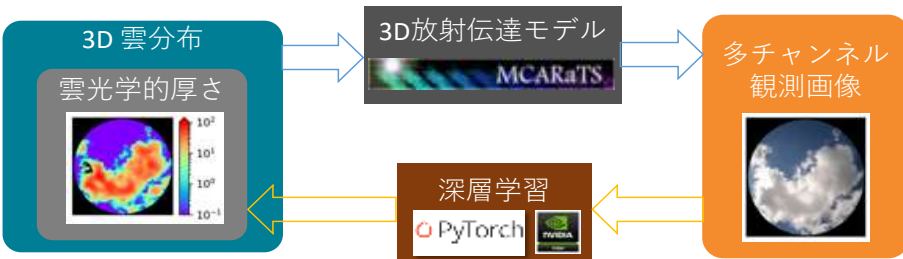 3D 雲分布
雲光学的厚さ
10²
10¹
10⁰
10⁻¹
3D放射伝達モデル
MCARaTS
多チャンネル
観測画像
深層学習
PyTorch
NVIDIA